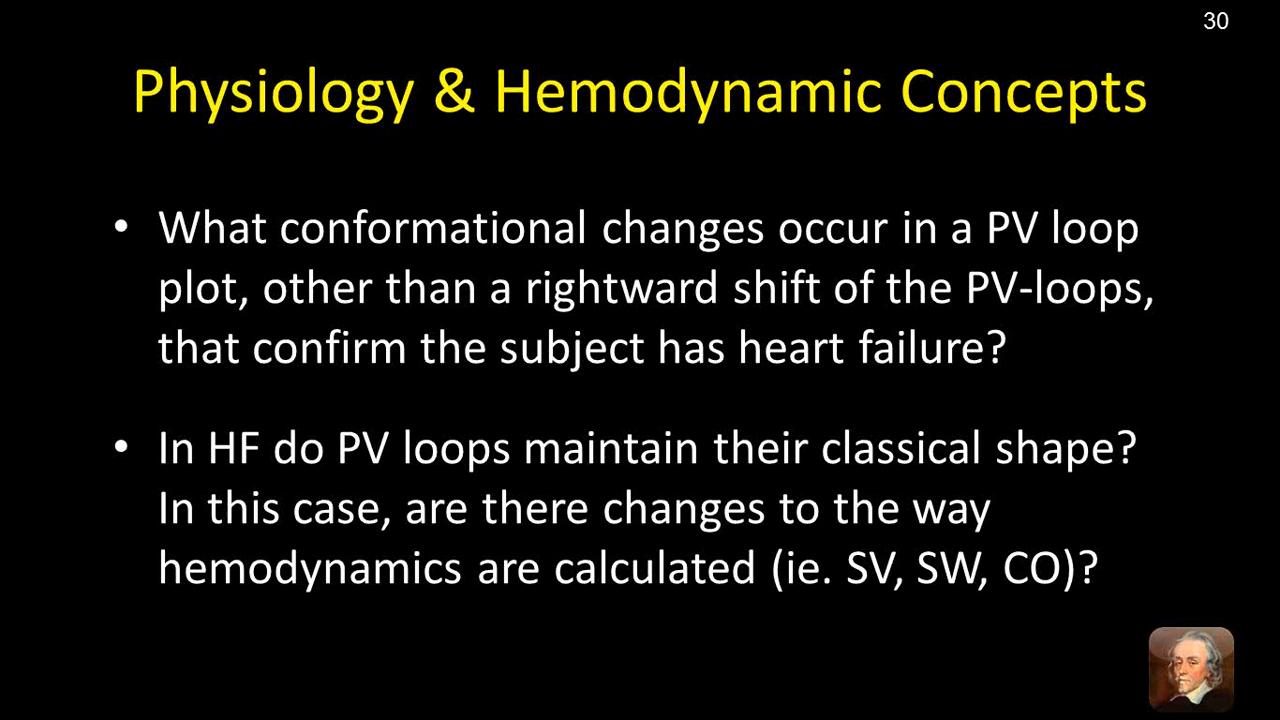 30
Physiology & Hemodynamic Concepts
• What conformational changes occur in a PV loop
plot, other than a rightward shift of the PV-loops,
that confirm the subject has heart failure?
• In HF do PV loops maintain their classical shape?
In this case, are there changes to the way
hemodynamics are calculated (ie. SV, SW, CO)?